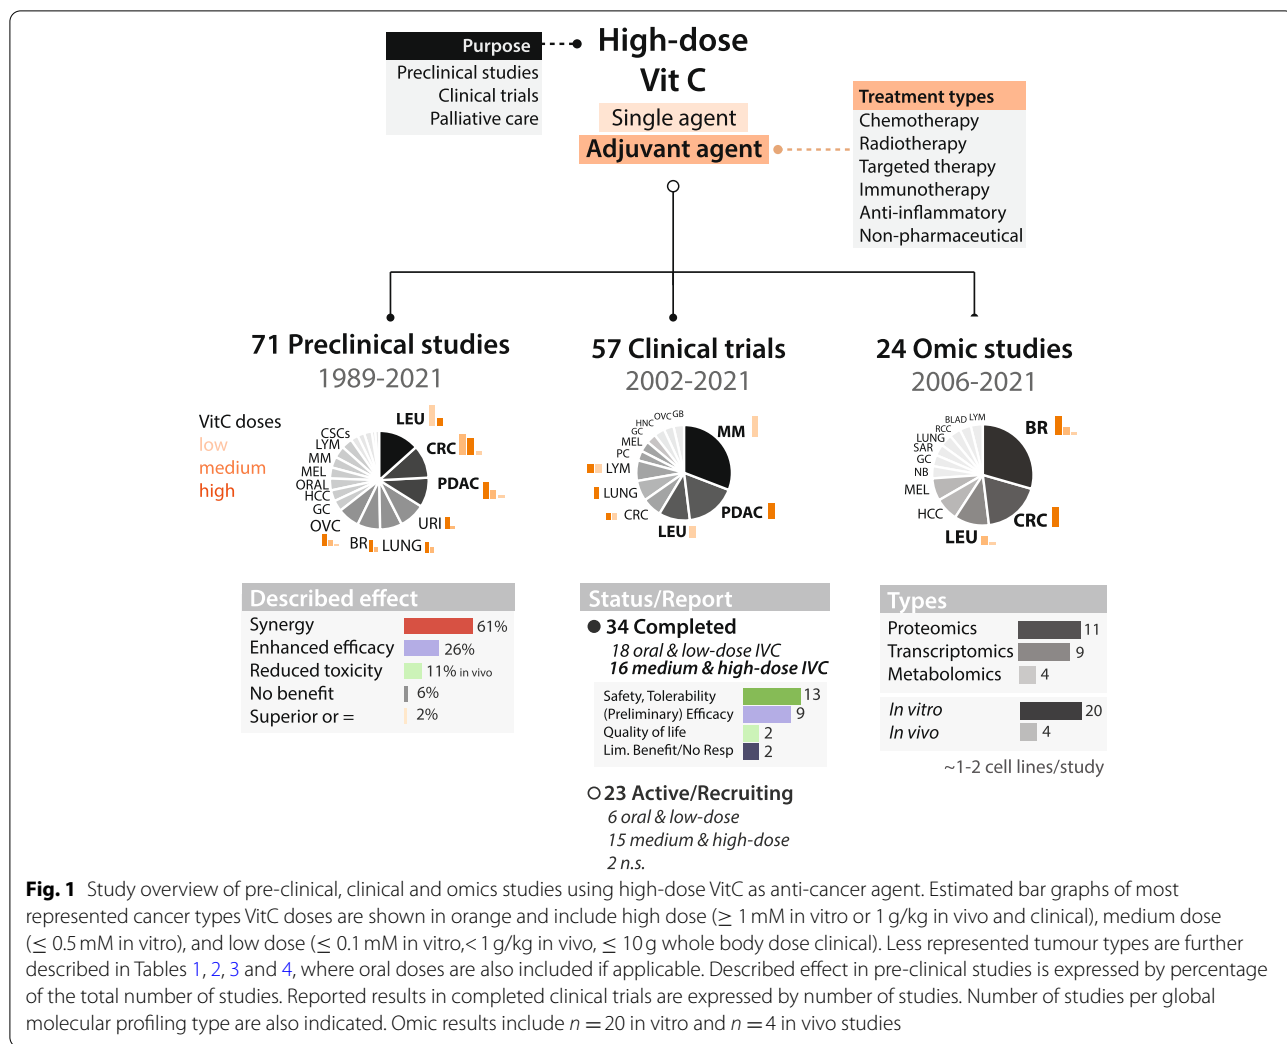 Purpose
Preclinical studies
Clinical trials
Palliative care
High-dose
Vit C
Single agent
Adjuvant agent
Treatment types
Chemotherapy
Radiotherapy
Targeted therapy
Immunotherapy
Anti-inflammatory
Non-pharmaceutical
71 Preclinical studies
1989-2021
VitC doses
low
medium
high
LEU
CRC
PDAC
URI
LUNG
BR
OVC
GC
HCC
ORAL
MEL
MM
LYM
CSCs
57 Clinical trials
2002-2021
MM
PDAC
LEU
CRC
LUNG
LYM
PC
MEL
GC
HNC
OVC
GB
24 Omic studies
2006-2021
BR
CRC
LEU
HCC
MEL
NB
GC
SAR
LUNG
RCC
BLAD
LYM
Described effect
Synergy 61%
Enhanced efficacy 26%
Reduced toxicity 11% in vivo
No benefit 6%
Superior or = 2%
Status/Report
34 Completed
18 oral & low-dose IVC
16 medium & high-dose IVC
Safety, Tolerability 13
(Preliminary) Efficacy 9
Quality of life 2
Lim. Benefit/No Resp 2
23 Active/Recruiting
6 oral & low-dose
15 medium & high-dose
2 n.s.
Types
Proteomics 11
Transcriptomics 9
Metabolomics 4
In vitro 20
In vivo 4
~1-2 cell lines/study
Fig. 1 Study overview of pre-clinical, clinical and omics studies using high-dose VitC as anti-cancer agent. Estimated bar graphs of most
represented cancer types VitC doses are shown in orange and include high dose (≥ 1 mM in vitro or 1 g/kg in vivo and clinical), medium dose
(≤ 0.5 mM in vitro), and low dose (≤ 0.1 mM in vitro,< 1 g/kg in vivo, ≤ 10 g whole body dose clinical). Less represented tumour types are further
described in Tables 1, 2, 3 and 4, where oral doses are also included if applicable. Described effect in pre-clinical studies is expressed by percentage
of the total number of studies. Reported results in completed clinical trials are expressed by number of studies. Number of studies per global
molecular profiling type are also indicated. Omic results include n = 20 in vitro and n = 4 in vivo studies